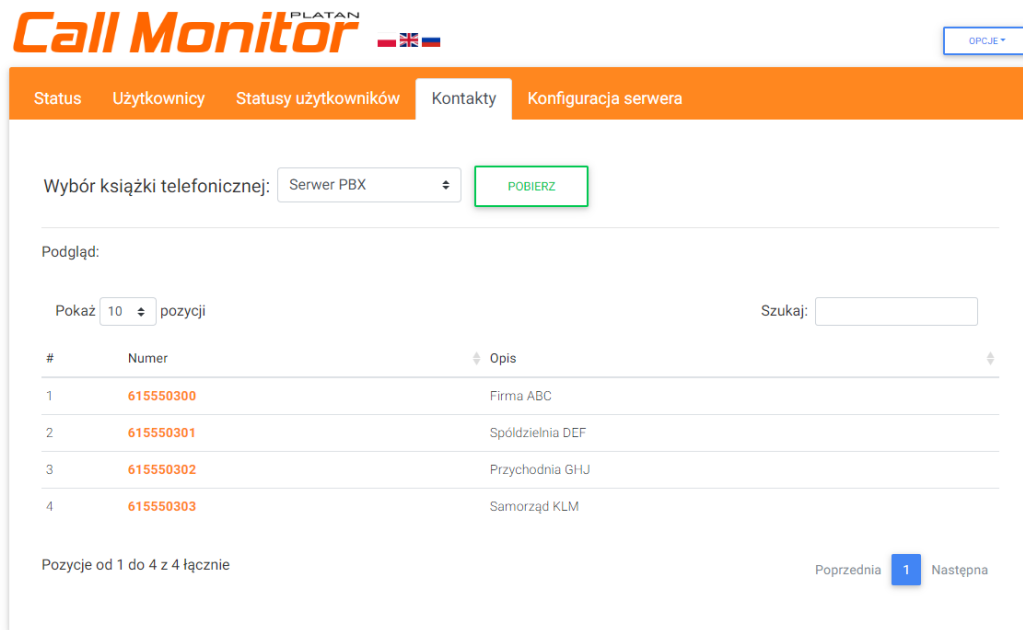 PLATAN
Call Monitor
OPCJE
Status Użytkownicy Statusy użytkowników Kontakty Konfiguracja serwera
Wybór książki telefonicznej: Serwer PBX POBIERZ
Podgląd:
Pokaż 10 pozycji Szukaj:
# Numer Opis
1 615550300 Firma ABC
2 615550301 Spóldzielnia DEF
3 615550302 Przychodnia GHJ
4 615550303 Samorząd KLM
Pozycje od 1 do 4 z 4 łącznie
Poprzednia 1 Następna